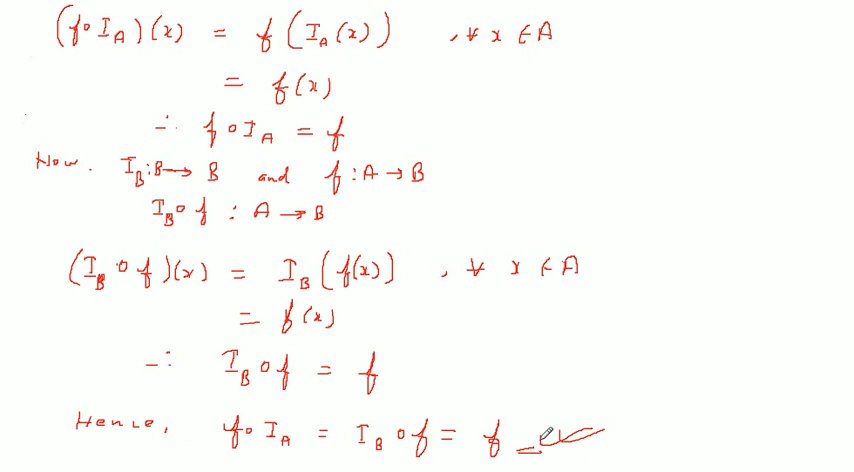 (f∘I_A)(x) = f(I_A(x)) , ∀ x ∈ A
= f(x)
∴ f∘I_A = f
Now. I_B : B → B and f : A → B
I_B∘f : A → B
(I_B∘f)(x) = I_B(f(x)) , ∀ x ∈ A
= f(x)
∴ I_B∘f = f
Hence, f∘I_A = I_B∘f = f